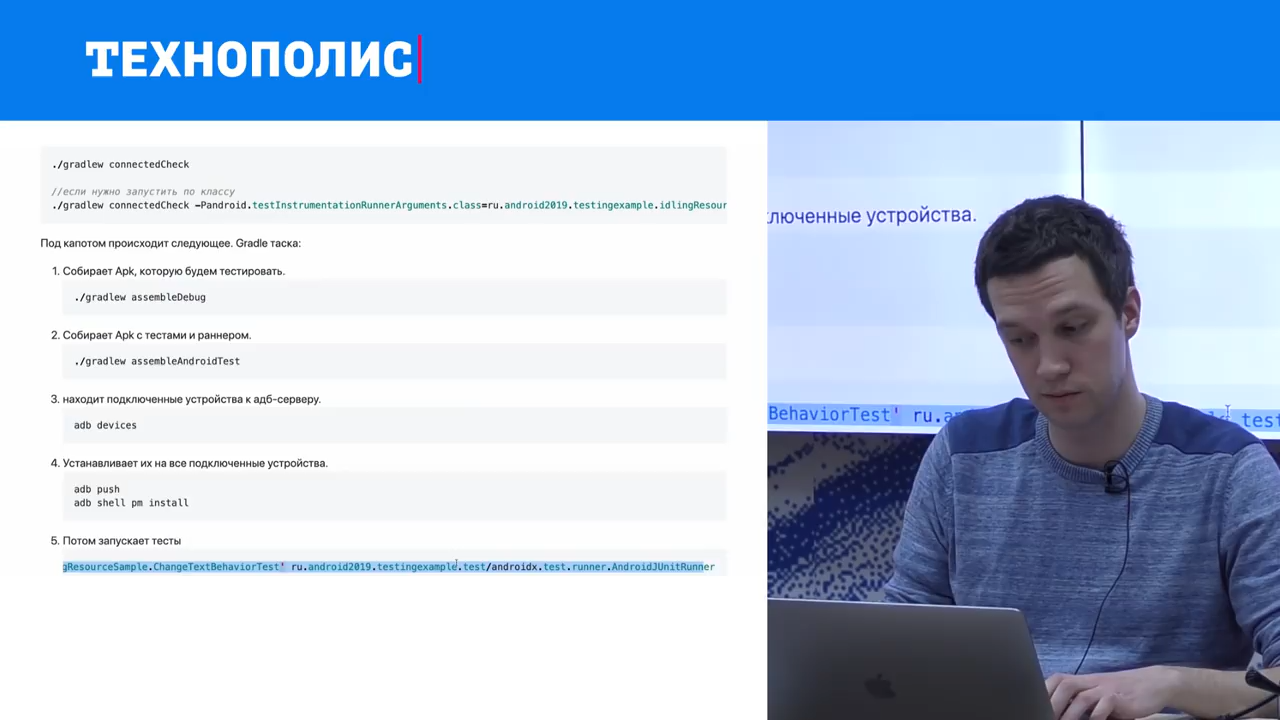 ТЕХНОПОЛИС
./gradlew connectedCheck
//если нужно запустить по классу
./gradlew connectedCheck -Pandroid.testInstrumentationRunnerArguments.class=ru.android2019.testingexample.idlingResour
Под капотом происходит следующее. Gradle таска:
1. Собирает Apk, которую будем тестировать.
./gradlew assembleDebug
2. Собирает Apk с тестами и раннером.
./gradlew assembleAndroidTest
3. находит подключенные устройства к адб-серверу.
adb devices
4. Устанавливает их на все подключенные устройства.
adb push
adb shell pm install
5. Потом запускает тесты
gResourceSample.ChangeTextBehaviorTest' ru.android2019.testingexample.test/androidx.test.runner.AndroidJUnitRunner
ключенные устройства.
BehaviorTest' ru.an
.test